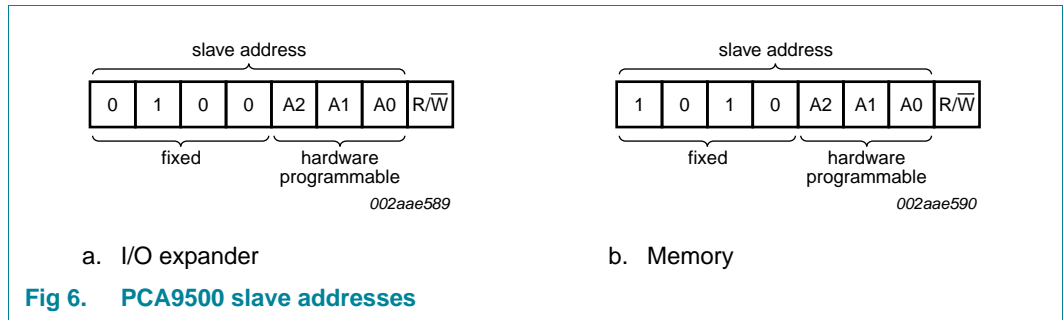 slave address
0 1 0 0 A2 A1 A0 R/W̅
fixed
hardware
programmable
002aae589
a. I/O expander
slave address
1 0 1 0 A2 A1 A0 R/W̅
fixed
hardware
programmable
002aae590
b. Memory
Fig 6. PCA9500 slave addresses